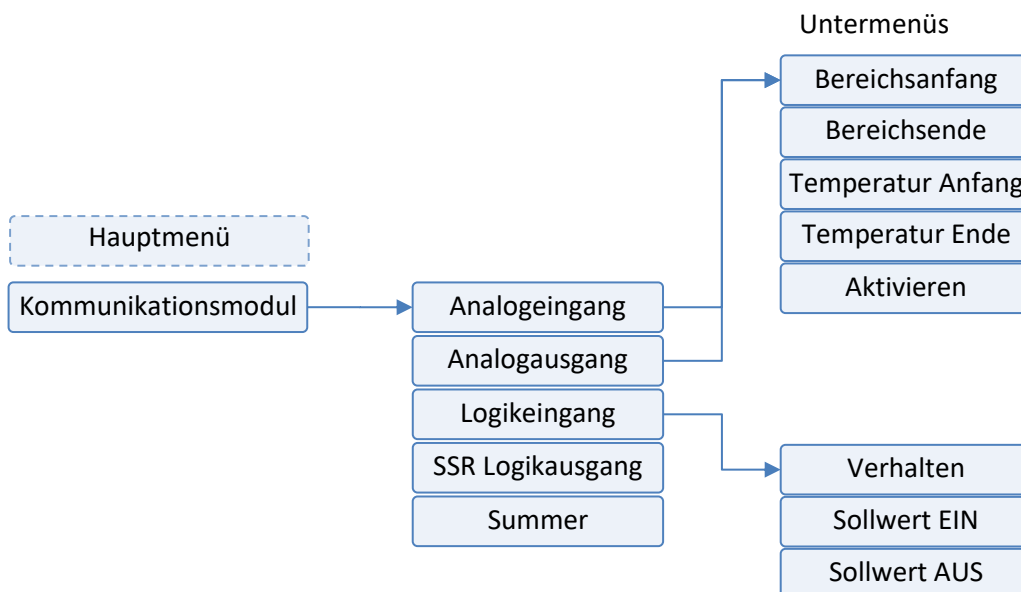 Untermenüs
Bereichsanfang
Bereichsende
Temperatur Anfang
Temperatur Ende
Aktivieren
Hauptmenü
Kommunikationsmodul
Analogeingang
Analogausgang
Logikeingang
SSR Logikausgang
Summer
Verhalten
Sollwert EIN
Sollwert AUS